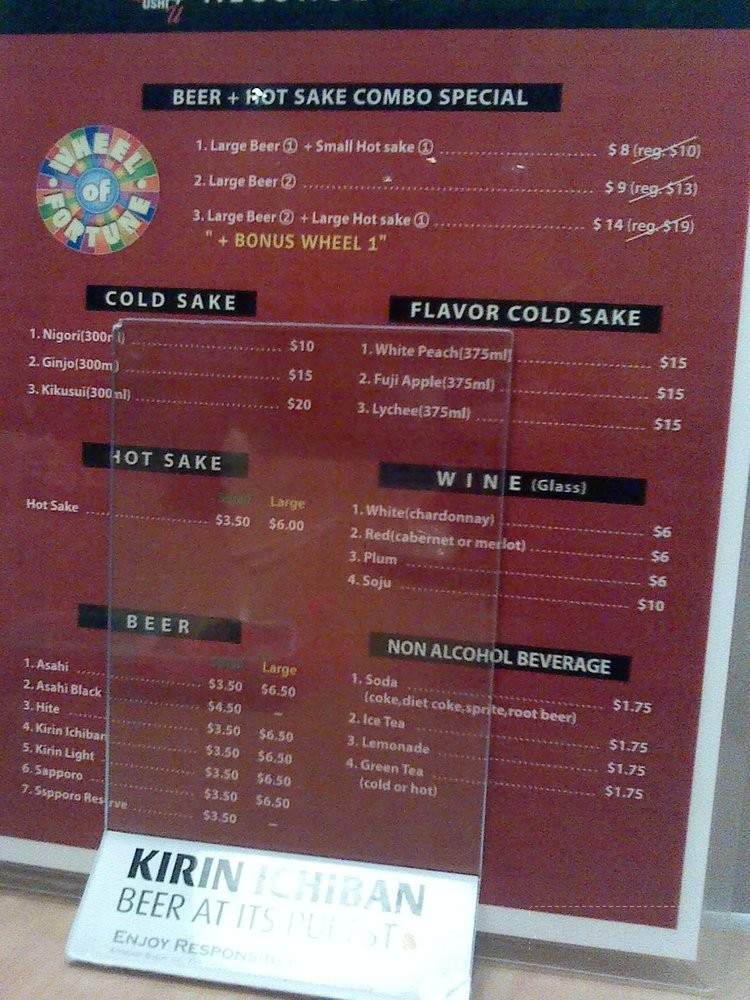 USHI
BEER + HOT SAKE COMBO SPECIAL
WHEEL
of
FORTUNE
1. Large Beer ① + Small Hot sake ① $ 8 (reg. $10)
2. Large Beer ② $ 9 (reg. $13)
3. Large Beer ② + Large Hot sake ① $ 14 (reg. $19)
" + BONUS WHEEL 1"
COLD SAKE
1. Nigori(300ml) $10
2. Ginjo(300ml) $15
3. Kikusui(300ml) $20
FLAVOR COLD SAKE
1. White Peach(375ml) $15
2. Fuji Apple(375ml) $15
3. Lychee(375ml) $15
HOT SAKE
Small Large
Hot Sake $3.50 $6.00
WINE (Glass)
1. White(chardonnay) $6
2. Red(cabernet or merlot) $6
3. Plum $6
4. Soju $10
BEER
Small Large
1. Asahi $3.50 $6.50
2. Asahi Black $4.50 –
3. Hite $3.50 $6.50
4. Kirin Ichiban $3.50 $6.50
5. Kirin Light $3.50 $6.50
6. Sapporo $3.50 $6.50
7. Sspporo Reserve $3.50 –
NON ALCOHOL BEVERAGE
1. Soda $1.75
(coke,diet coke,sprite,root beer)
2. Ice Tea $1.75
3. Lemonade $1.75
4. Green Tea $1.75
(cold or hot)
KIRIN ICHIBAN
BEER AT ITS PUREST
ENJOY RESPONSIBLY